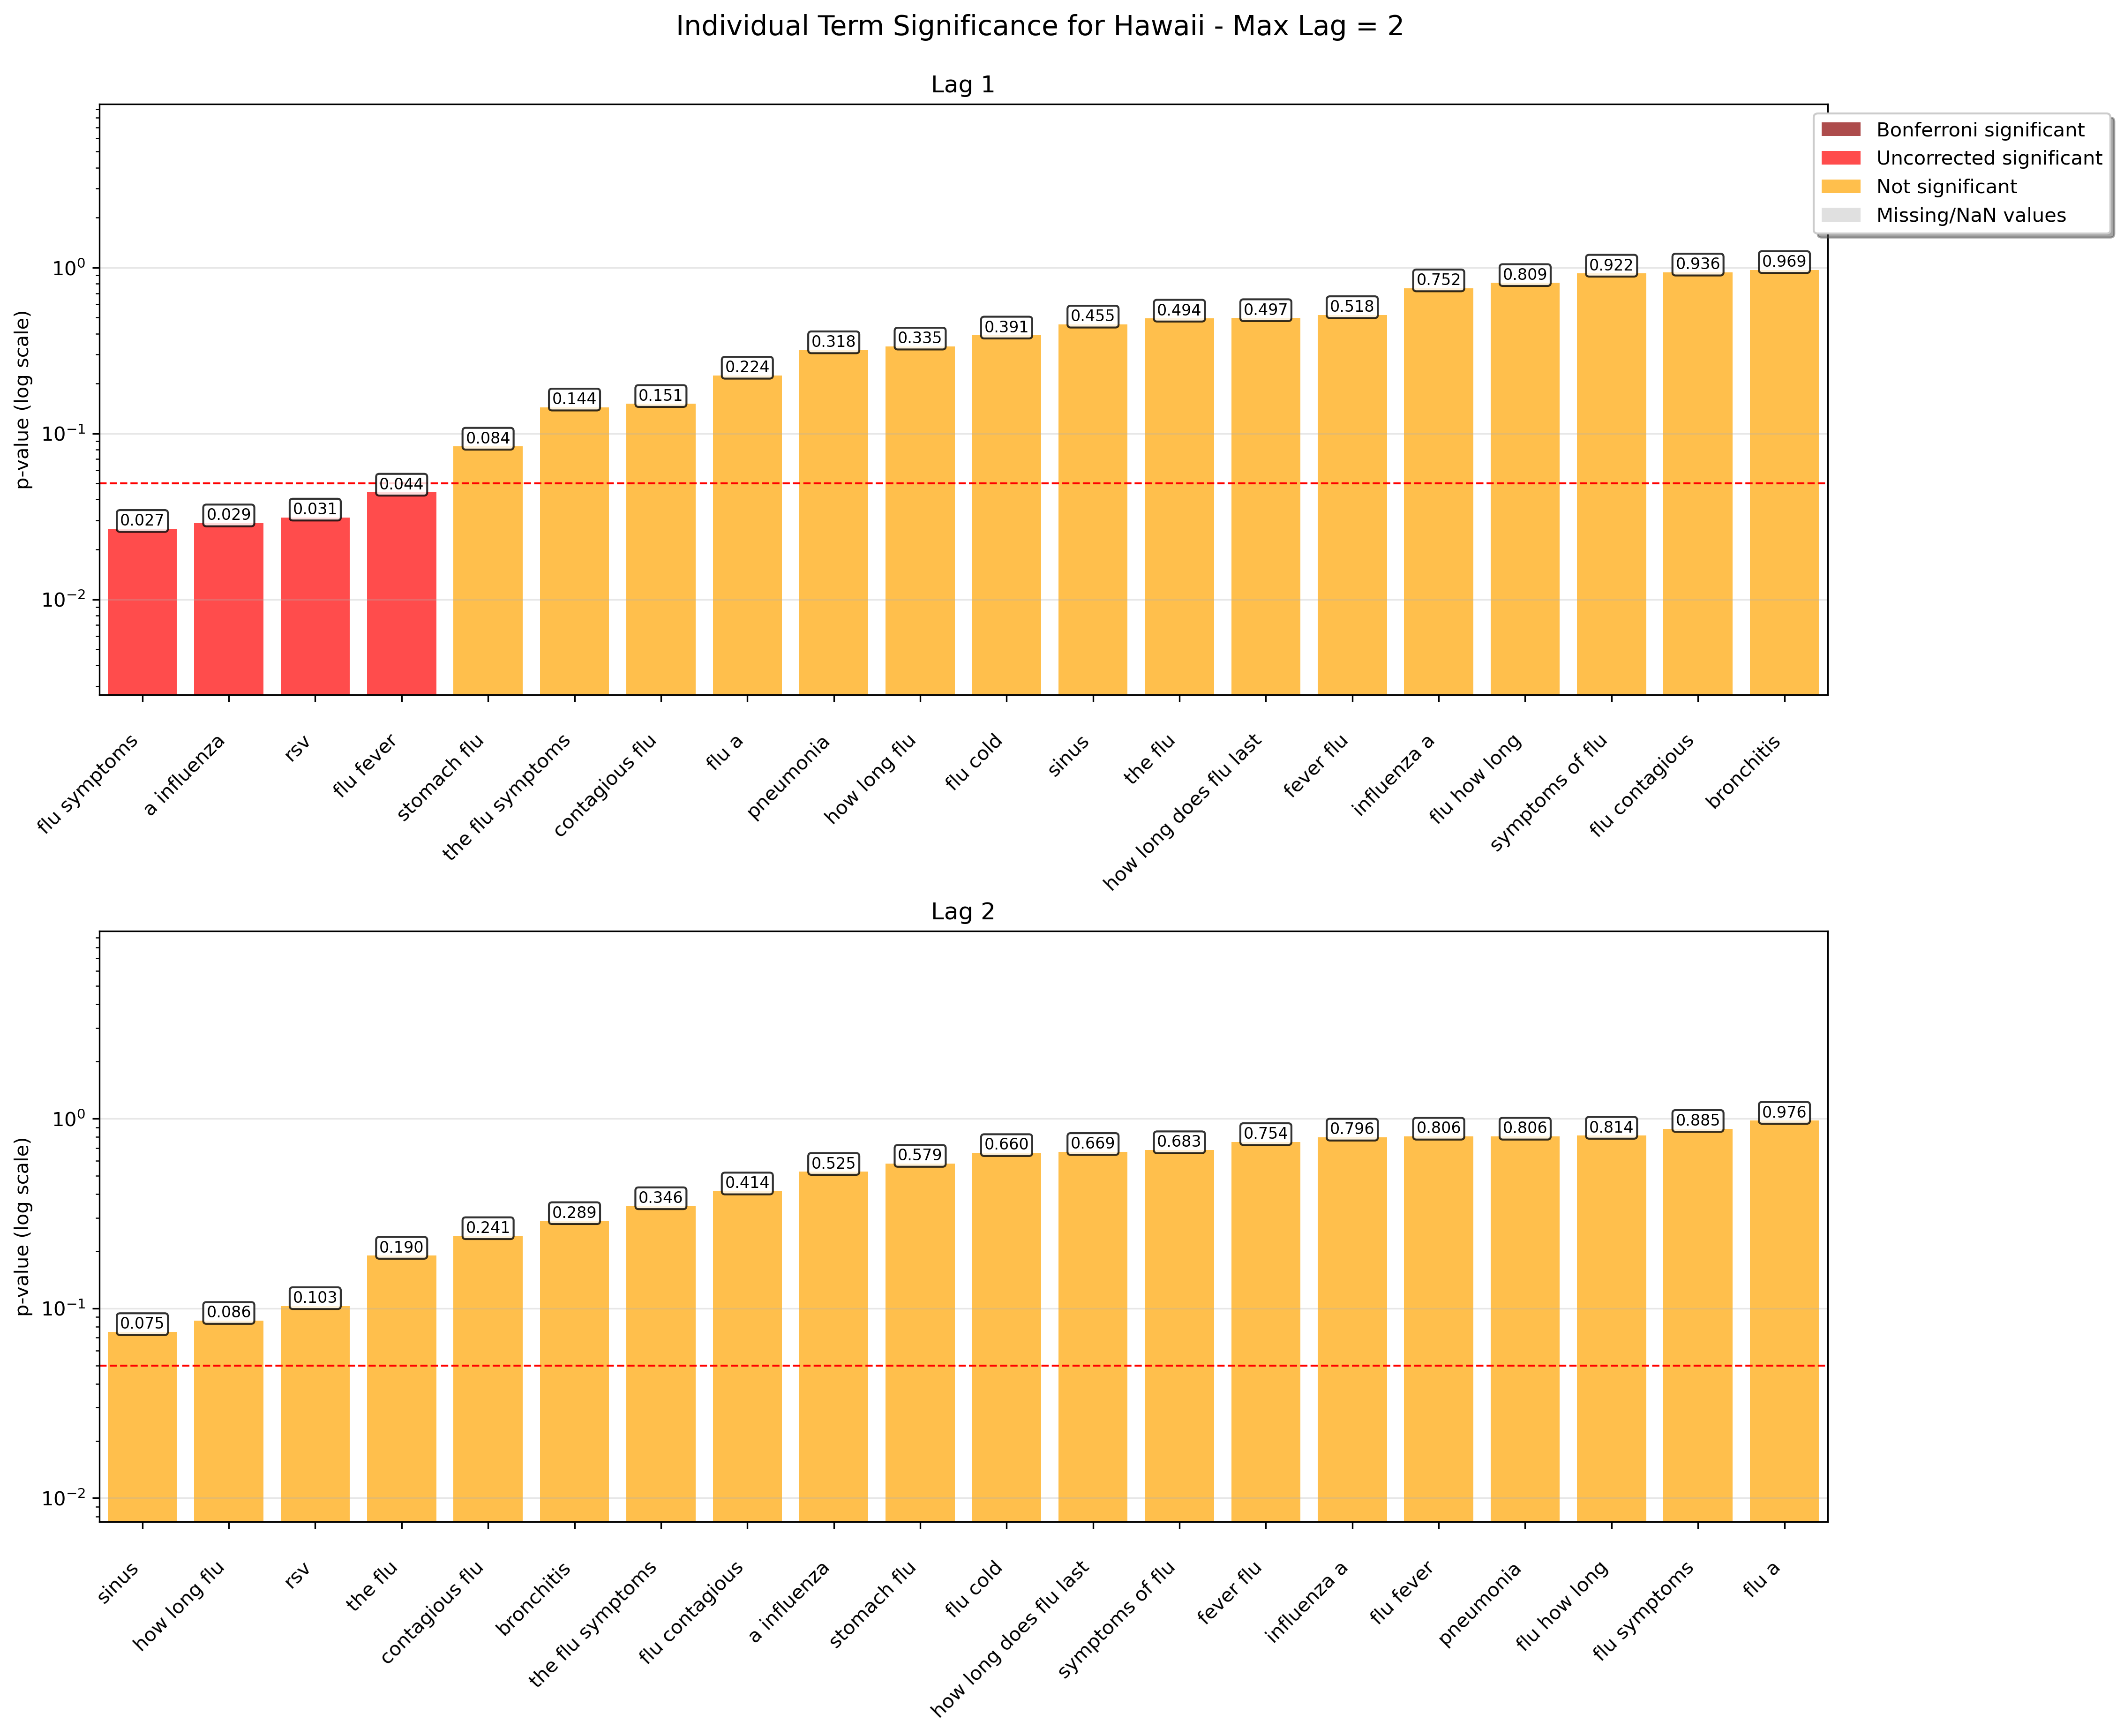 Individual Term Significance for Hawaii - Max Lag = 2
Lag 1
Bonferroni significant
Uncorrected significant
Not significant
Missing/NaN values
p-value (log scale)
10⁰
10⁻¹
10⁻²
0.027
0.029
0.031
0.044
0.084
0.144
0.151
0.224
0.318
0.335
0.391
0.455
0.494
0.497
0.518
0.752
0.809
0.922
0.936
0.969
flu symptoms
a influenza
rsv
flu fever
stomach flu
the flu symptoms
contagious flu
flu a
pneumonia
how long flu
flu cold
sinus
the flu
how long does flu last
fever flu
influenza a
flu how long
symptoms of flu
flu contagious
bronchitis
Lag 2
p-value (log scale)
10⁰
10⁻¹
10⁻²
0.075
0.086
0.103
0.190
0.241
0.289
0.346
0.414
0.525
0.579
0.660
0.669
0.683
0.754
0.796
0.806
0.806
0.814
0.885
0.976
sinus
how long flu
rsv
the flu
contagious flu
bronchitis
the flu symptoms
flu contagious
a influenza
stomach flu
flu cold
how long does flu last
symptoms of flu
fever flu
influenza a
flu fever
pneumonia
flu how long
flu symptoms
flu a